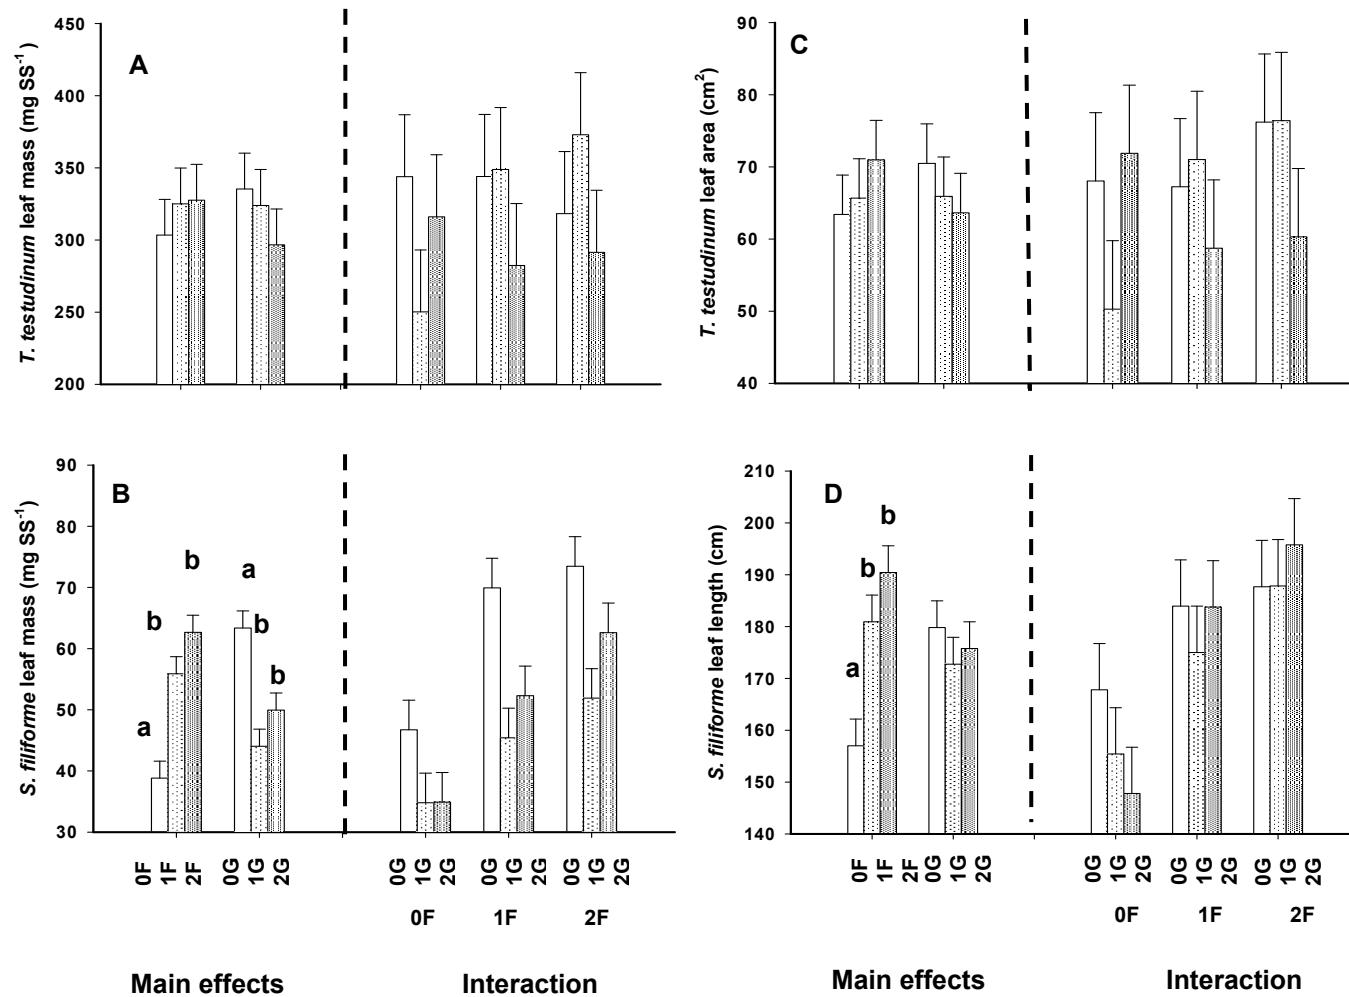 A
T. testudinum leaf mass (mg SS⁻¹)
450
400
350
300
250
200
C
T. testudinum leaf area (cm²)
90
80
70
60
50
40
B
S. filiforme leaf mass (mg SS⁻¹)
90
80
70
60
50
40
30
a
b
b
a
b
b
0F
1F
2F
0G
1G
2G
0G
1G
2G
0G
1G
2G
0G
1G
2G
0F 1F 2F
Main effects Interaction
D
S. filiforme leaf length (cm)
210
200
190
180
170
160
150
140
a
b
b
0F
1F
2F
0G
1G
2G
0G
1G
2G
0G
1G
2G
0G
1G
2G
0F 1F 2F
Main effects Interaction